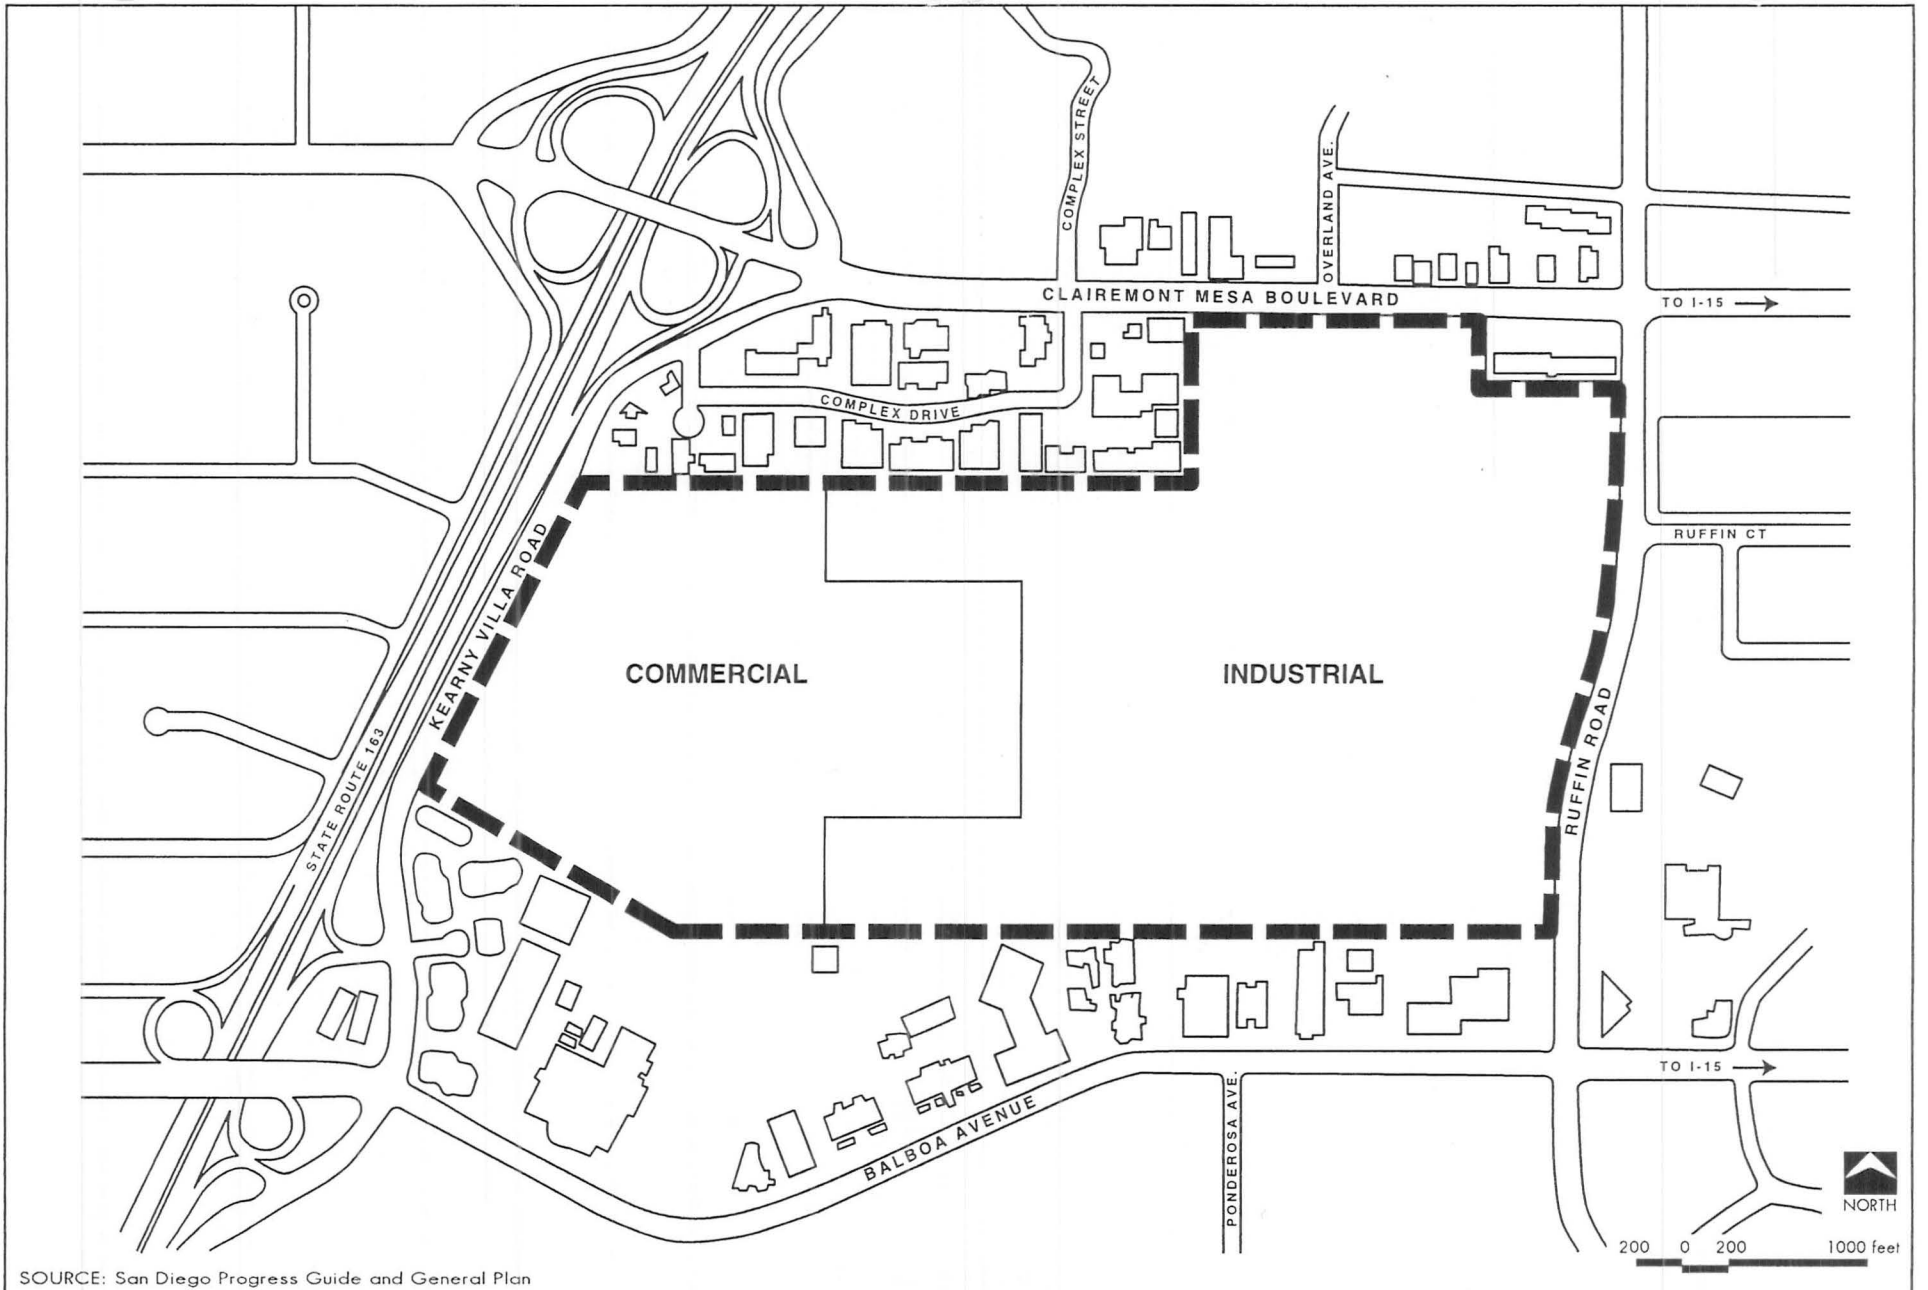 COMPLEX STREET
OVERLAND AVE.
CLAIREMONT MESA BOULEVARD
TO I-15
COMPLEX DRIVE
RUFFIN CT
KEARNY VILLA ROAD
COMMERCIAL
INDUSTRIAL
RUFFIN ROAD
STATE ROUTE 163
TO I-15
BALBOA AVENUE
PONDEROSA AVE.
NORTH
200 0 200 1000 feet
SOURCE: San Diego Progress Guide and General Plan